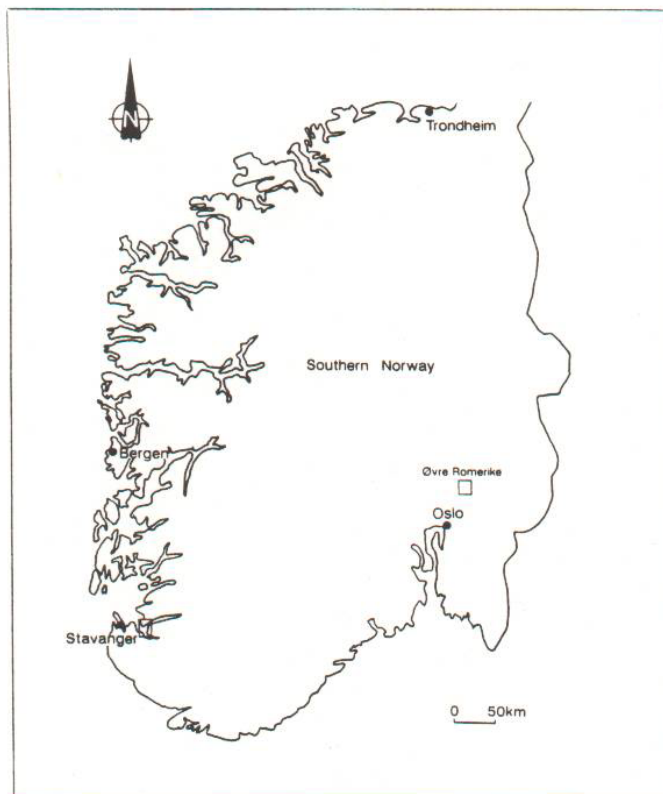 N
Trondheim
Southern Norway
Bergen
Øvre Romerike
Oslo
Stavanger
0 50km